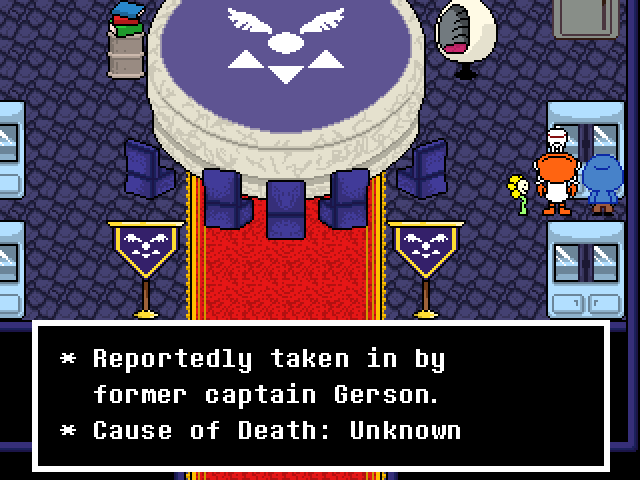 * Reportedly taken in by
former captain Gerson.
* Cause of Death: Unknown